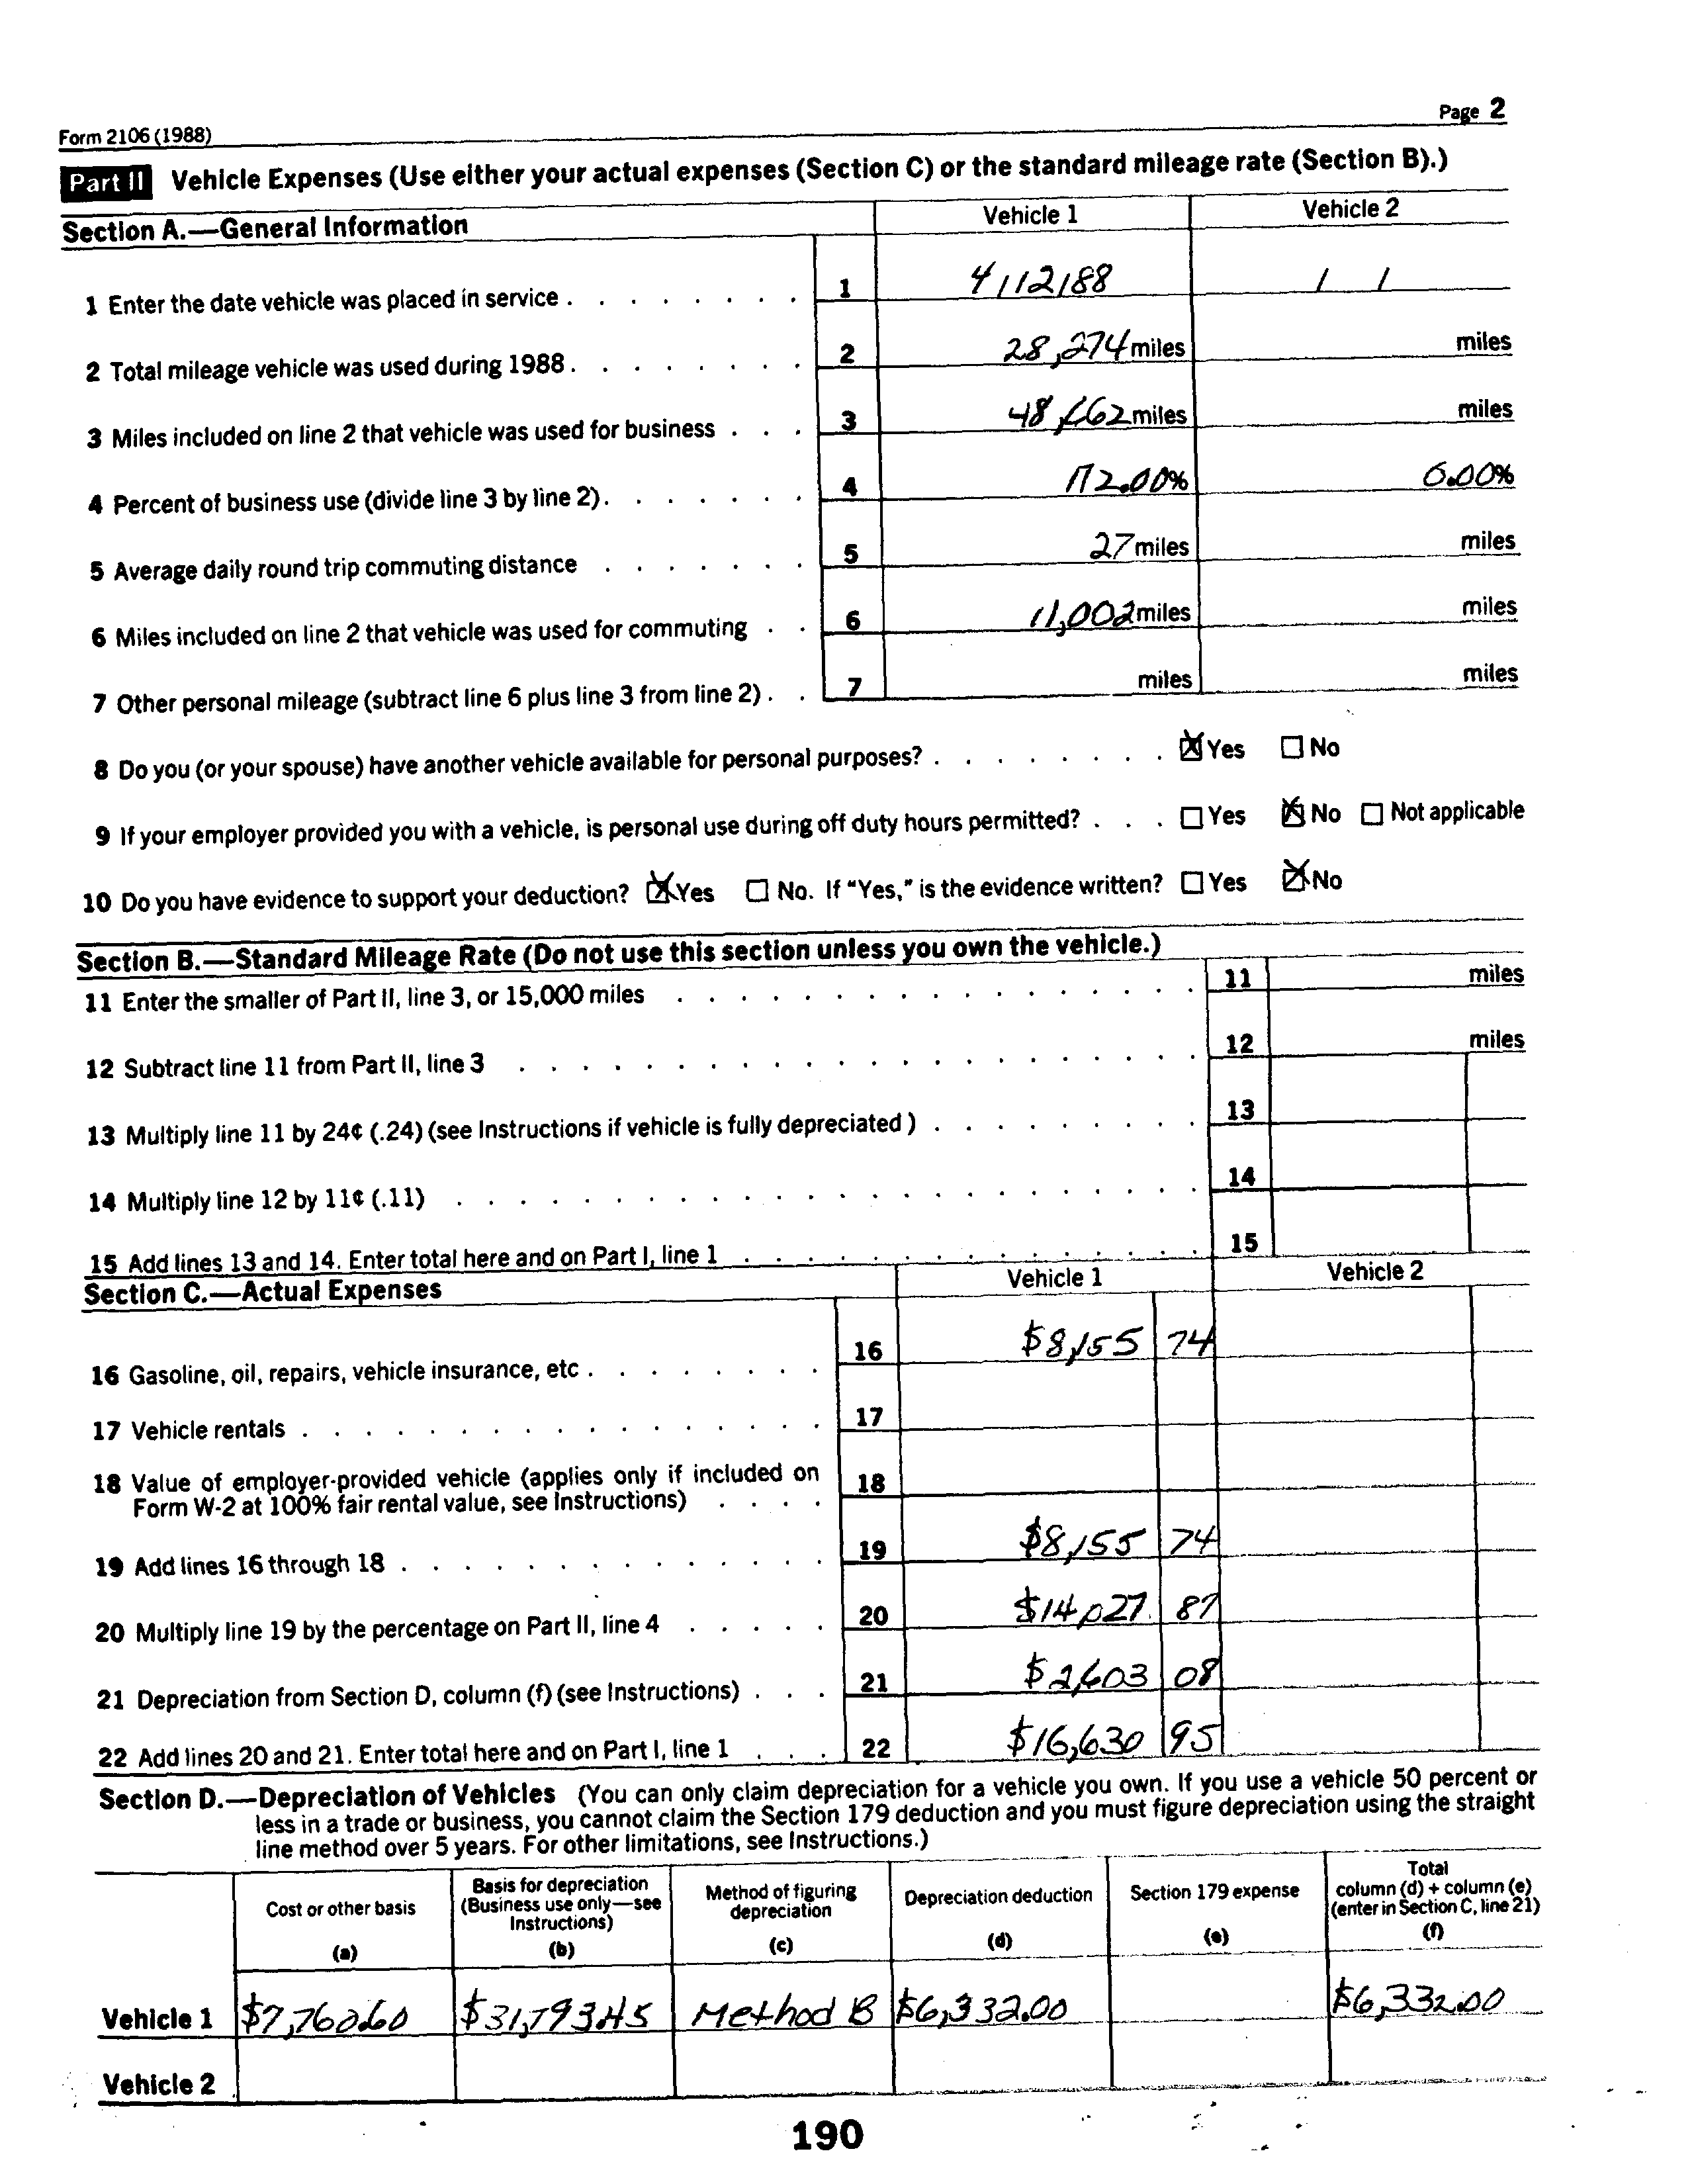 Form 2106 (1988) Page 2
Part II Vehicle Expenses (Use either your actual expenses (Section C) or the standard mileage rate (Section B).)
Section A.—General Information Vehicle 1 Vehicle 2
1 Enter the date vehicle was placed in service . . . . . . . . 1 4/12/88 / /
2 Total mileage vehicle was used during 1988 . . . . . . . . 2 28,274 miles miles
3 Miles included on line 2 that vehicle was used for business . . . 3 48,662 miles miles
4 Percent of business use (divide line 3 by line 2) . . . . . . . 4 172.00% 0.00%
5 Average daily round trip commuting distance . . . . . . . 5 27 miles miles
6 Miles included on line 2 that vehicle was used for commuting . . 6 11,002 miles miles
7 Other personal mileage (subtract line 6 plus line 3 from line 2) . . 7 miles miles
8 Do you (or your spouse) have another vehicle available for personal purposes? . . . . . . . . ☒ Yes ☐ No
9 If your employer provided you with a vehicle, is personal use during off duty hours permitted? . . . ☐ Yes ☒ No ☐ Not applicable
10 Do you have evidence to support your deduction? ☒ Yes ☐ No. If "Yes," is the evidence written? ☐ Yes ☒ No
Section B.—Standard Mileage Rate (Do not use this section unless you own the vehicle.)
11 Enter the smaller of Part II, line 3, or 15,000 miles . . . . . . . . . . . . . . . . . 11 miles
12 Subtract line 11 from Part II, line 3 . . . . . . . . . . . . . . . . . . . . . . 12 miles
13 Multiply line 11 by 24¢ (.24) (see Instructions if vehicle is fully depreciated ) . . . . . . . . . 13
14 Multiply line 12 by 11¢ (.11) . . . . . . . . . . . . . . . . . . . . . . . . 14
15 Add lines 13 and 14. Enter total here and on Part I, line 1 . . . . . . . . . . . . . . . 15
Section C.—Actual Expenses Vehicle 1 Vehicle 2
16 Gasoline, oil, repairs, vehicle insurance, etc . . . . . . . . 16 $8,155 74
17 Vehicle rentals . . . . . . . . . . . . . . . . . 17
18 Value of employer-provided vehicle (applies only if included on
Form W-2 at 100% fair rental value, see Instructions) . . . . 18
19 Add lines 16 through 18 . . . . . . . . . . . . . . 19 $8,155 74
20 Multiply line 19 by the percentage on Part II, line 4 . . . . . 20 $14,027. 87
21 Depreciation from Section D, column (f) (see Instructions) . . . 21 $2,603 08
22 Add lines 20 and 21. Enter total here and on Part I, line 1 . . . 22 $16,630 95
Section D.—Depreciation of Vehicles (You can only claim depreciation for a vehicle you own. If you use a vehicle 50 percent or
less in a trade or business, you cannot claim the Section 179 deduction and you must figure depreciation using the straight
line method over 5 years. For other limitations, see Instructions.)
Cost or other basis (a)
Basis for depreciation (Business use only—see Instructions) (b)
Method of figuring depreciation (c)
Depreciation deduction (d)
Section 179 expense (e)
Total column (d) + column (e) (enter in Section C, line 21) (f)
Vehicle 1 $7,760.60 $31,793.45 Method B $6,332.00 $6,332.00
Vehicle 2
190